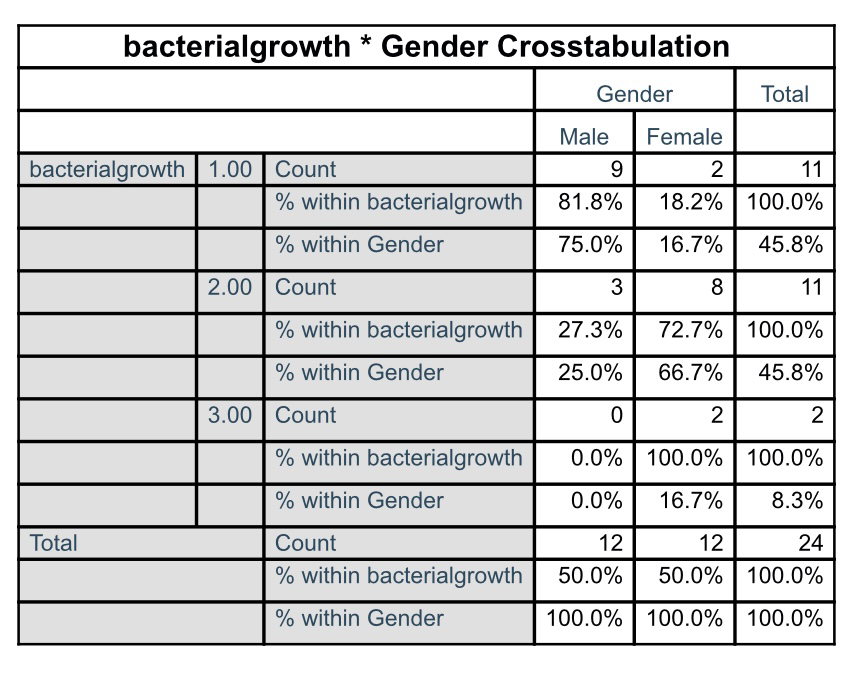 bacterialgrowth * Gender Crosstabulation
Gender Total
Male Female
bacterialgrowth 1.00 Count 9 2 11
% within bacterialgrowth 81.8% 18.2% 100.0%
% within Gender 75.0% 16.7% 45.8%
2.00 Count 3 8 11
% within bacterialgrowth 27.3% 72.7% 100.0%
% within Gender 25.0% 66.7% 45.8%
3.00 Count 0 2 2
% within bacterialgrowth 0.0% 100.0% 100.0%
% within Gender 0.0% 16.7% 8.3%
Total Count 12 12 24
% within bacterialgrowth 50.0% 50.0% 100.0%
% within Gender 100.0% 100.0% 100.0%